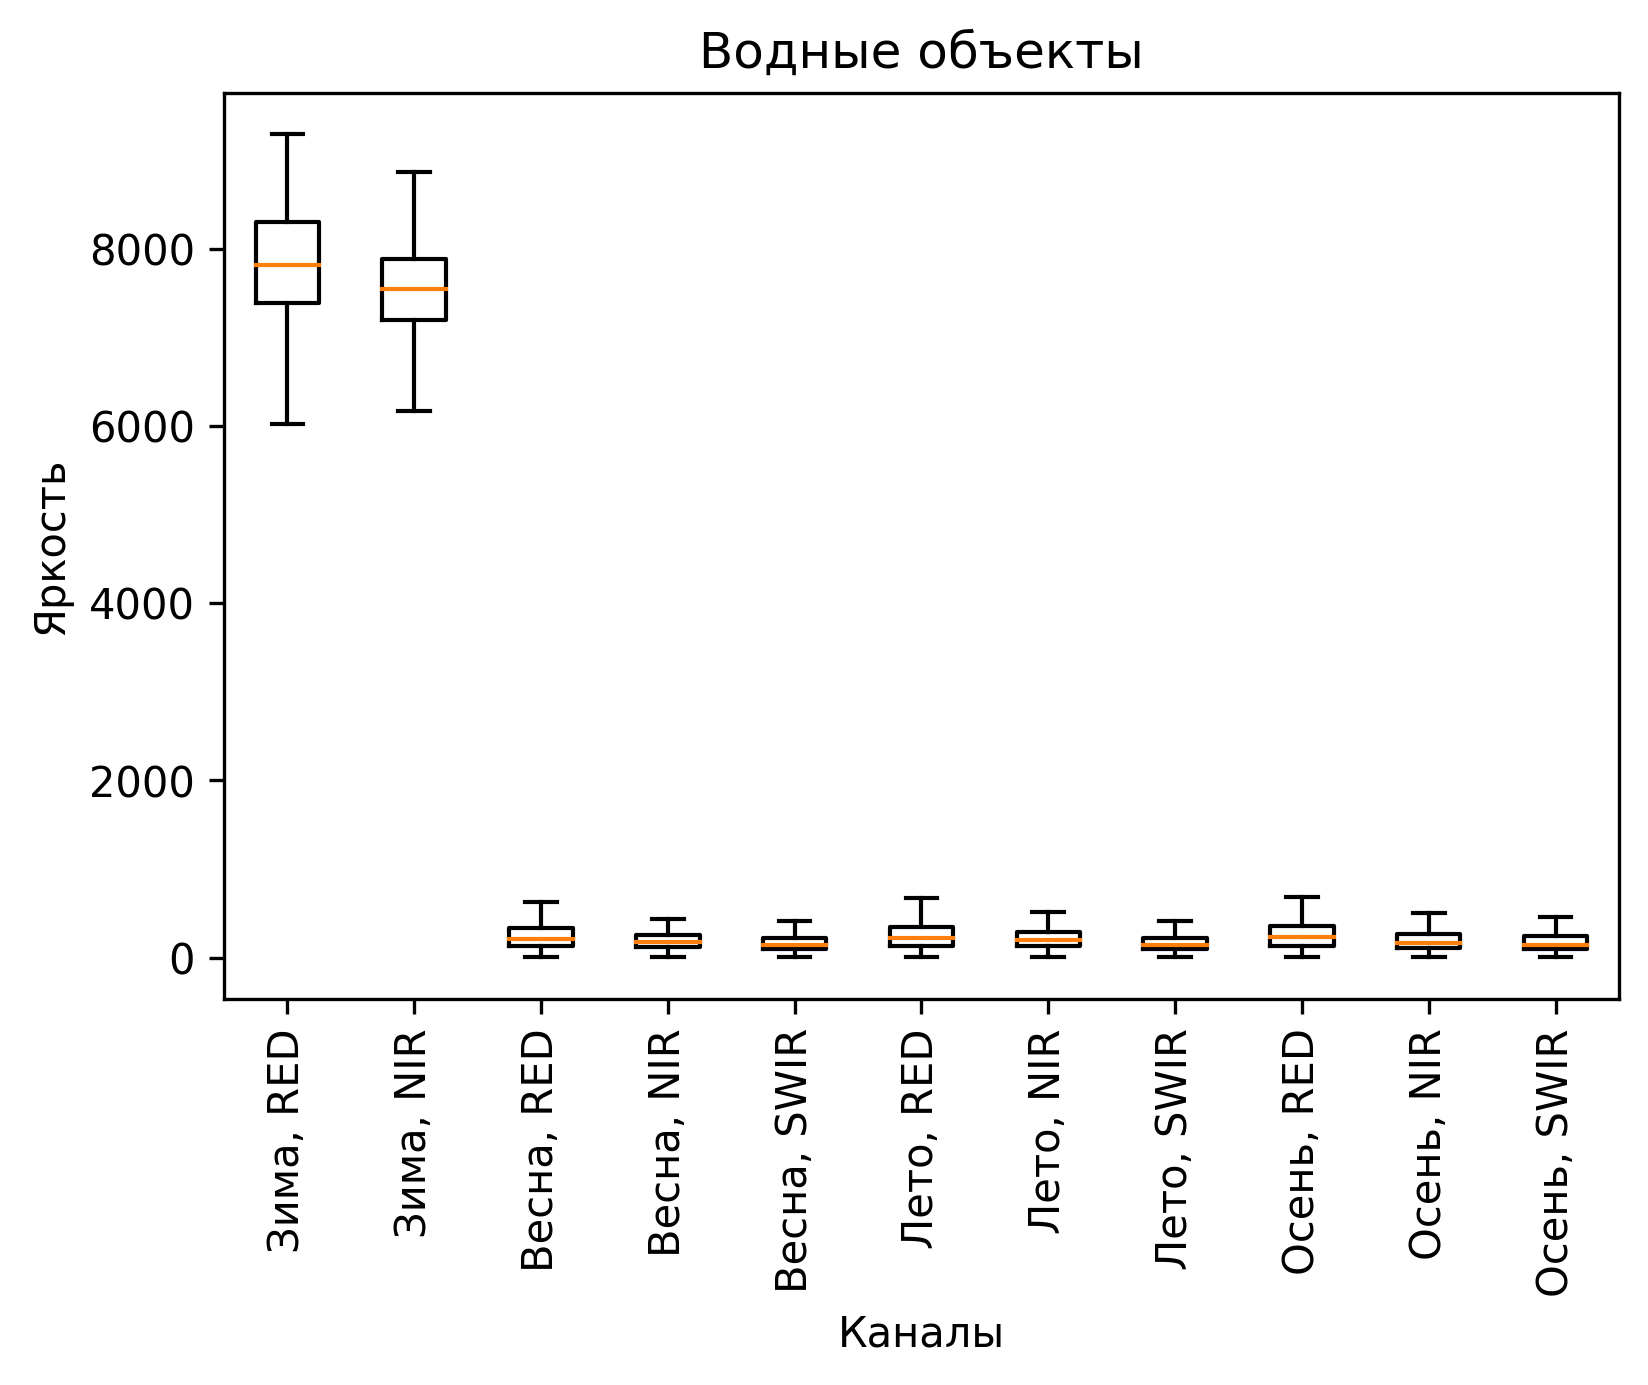 Водные объекты
Яркость
8000
6000
4000
2000
0
Зима, RED
Зима, NIR
Весна, RED
Весна, NIR
Весна, SWIR
Лето, RED
Лето, NIR
Лето, SWIR
Осень, RED
Осень, NIR
Осень, SWIR
Каналы